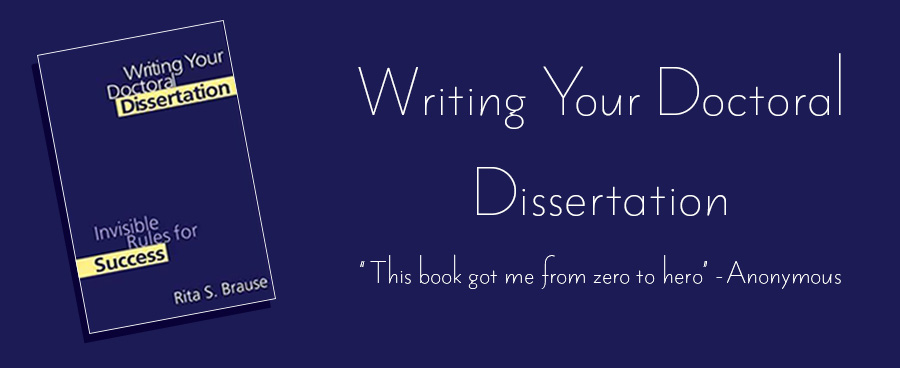 Writing Your
Doctoral
Dissertation
Invisible
Rules for
Success
Rita S. Brause
Writing Your Doctoral
Dissertation
"This book got me from zero to hero" -Anonymous